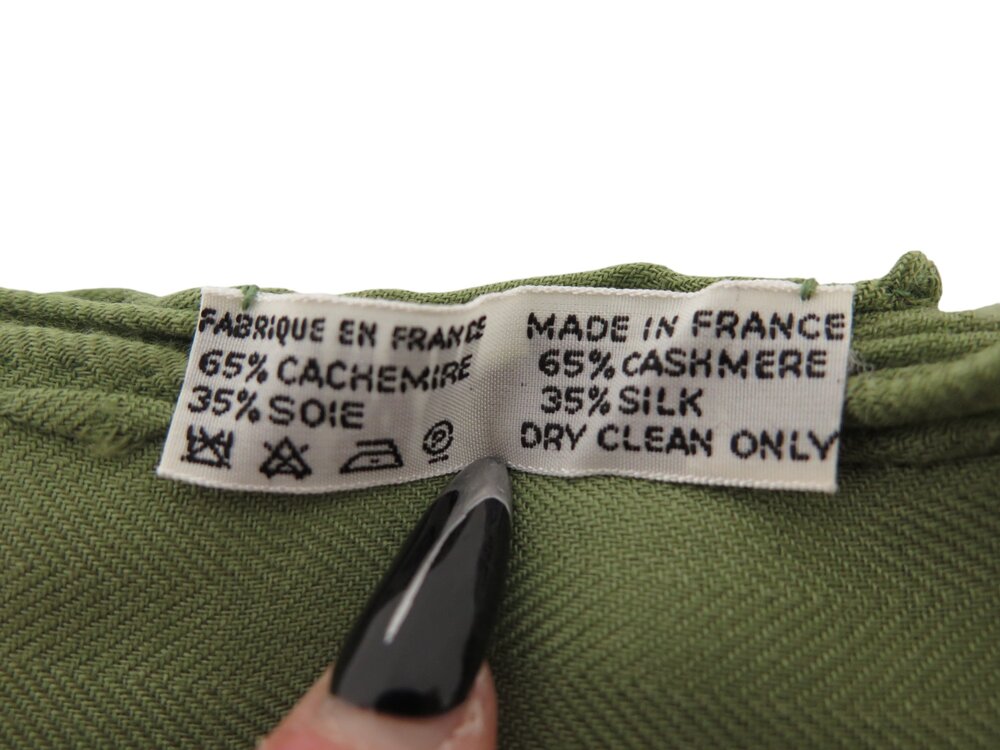 FABRIQUE EN FRANCE
65% CACHEMIRE
35% SOIE
MADE IN FRANCE
65% CASHMERE
35% SILK
DRY CLEAN ONLY